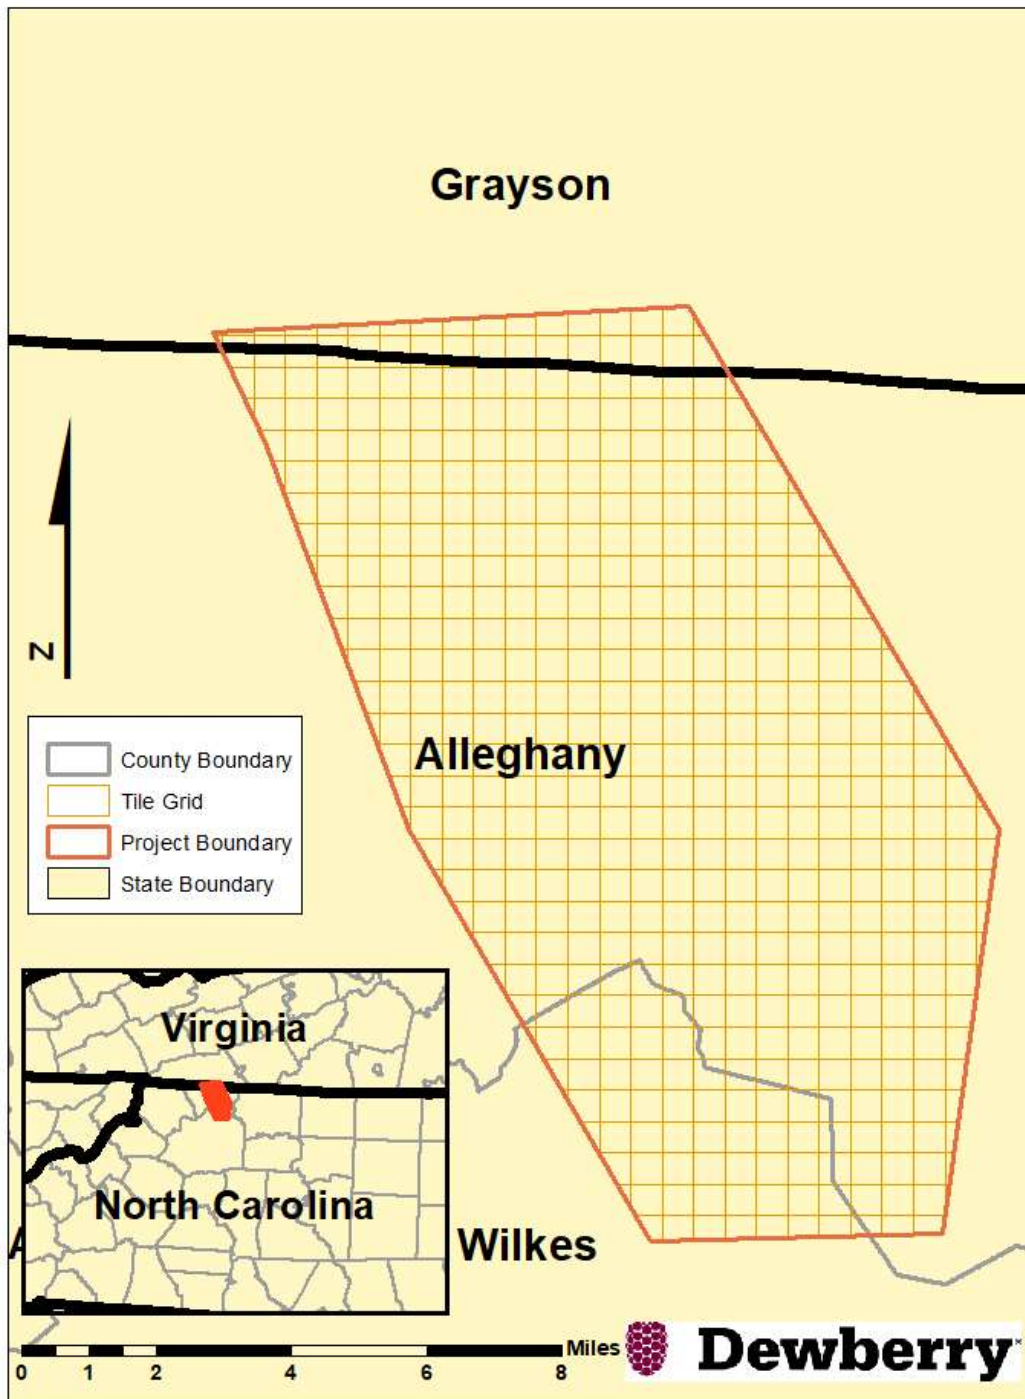 Grayson
N
Alleghany
County Boundary
Tile Grid
Project Boundary
State Boundary
Virginia
North Carolina
A
Wilkes
Miles
0 1 2 4 6 8
Dewberry